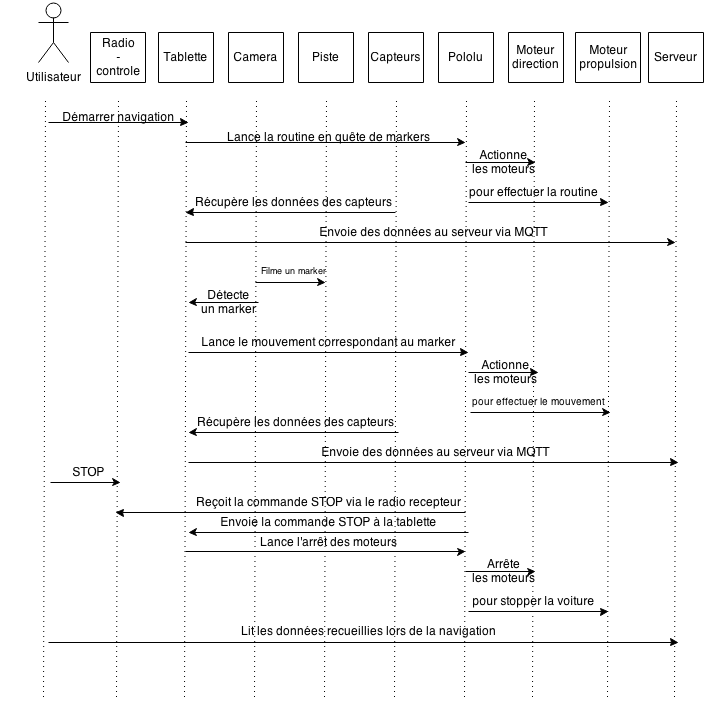 Utilisateur
Radio
-
controle
Tablette
Camera
Piste
Capteurs
Pololu
Moteur
direction
Moteur
propulsion
Serveur
Démarrer navigation
Lance la routine en quête de markers
Actionne
les moteurs
pour effectuer la routine
Récupère les données des capteurs
Envoie des données au serveur via MQTT
Filme un marker
Détecte
un marker
Lance le mouvement correspondant au marker
Actionne
les moteurs
pour effectuer le mouvement
Récupère les données des capteurs
Envoie des données au serveur via MQTT
STOP
Reçoit la commande STOP via le radio recepteur
Envoie la commande STOP à la tablette
Lance l'arrêt des moteurs
Arrête
les moteurs
pour stopper la voiture
Lit les données recueillies lors de la navigation